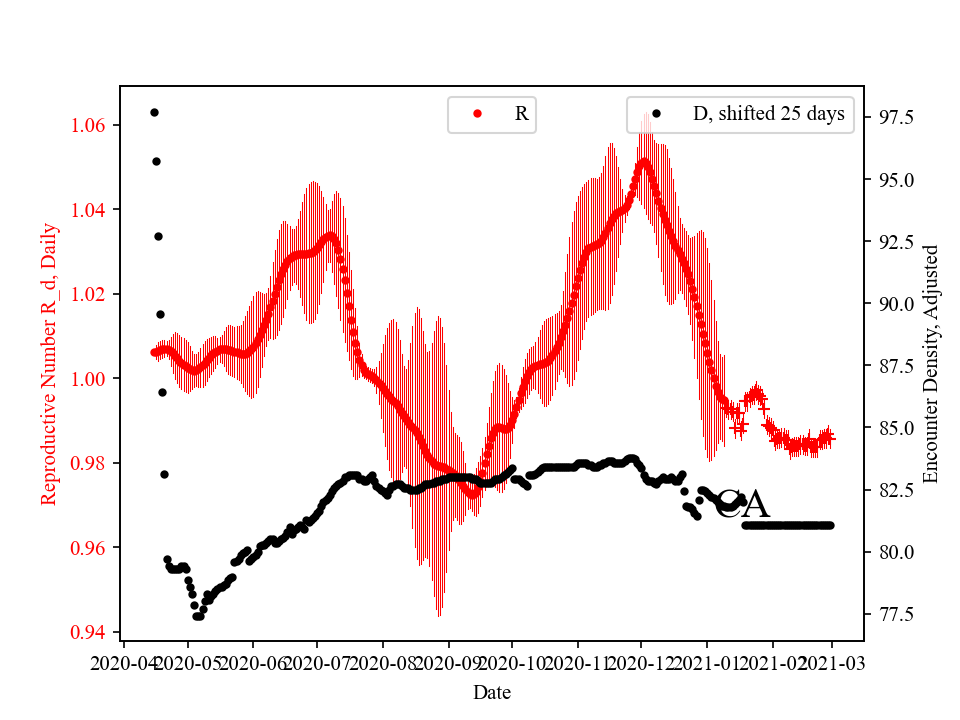 R
D, shifted 25 days
1.06
1.04
1.02
1.00
0.98
0.96
0.94
Reproductive Number R_d, Daily
97.5
95.0
92.5
90.0
87.5
85.0
82.5
80.0
77.5
Encounter Density, Adjusted
CA
2020-04 2020-05 2020-06 2020-07 2020-08 2020-09 2020-10 2020-11 2020-12 2021-01 2021-02 2021-03
Date